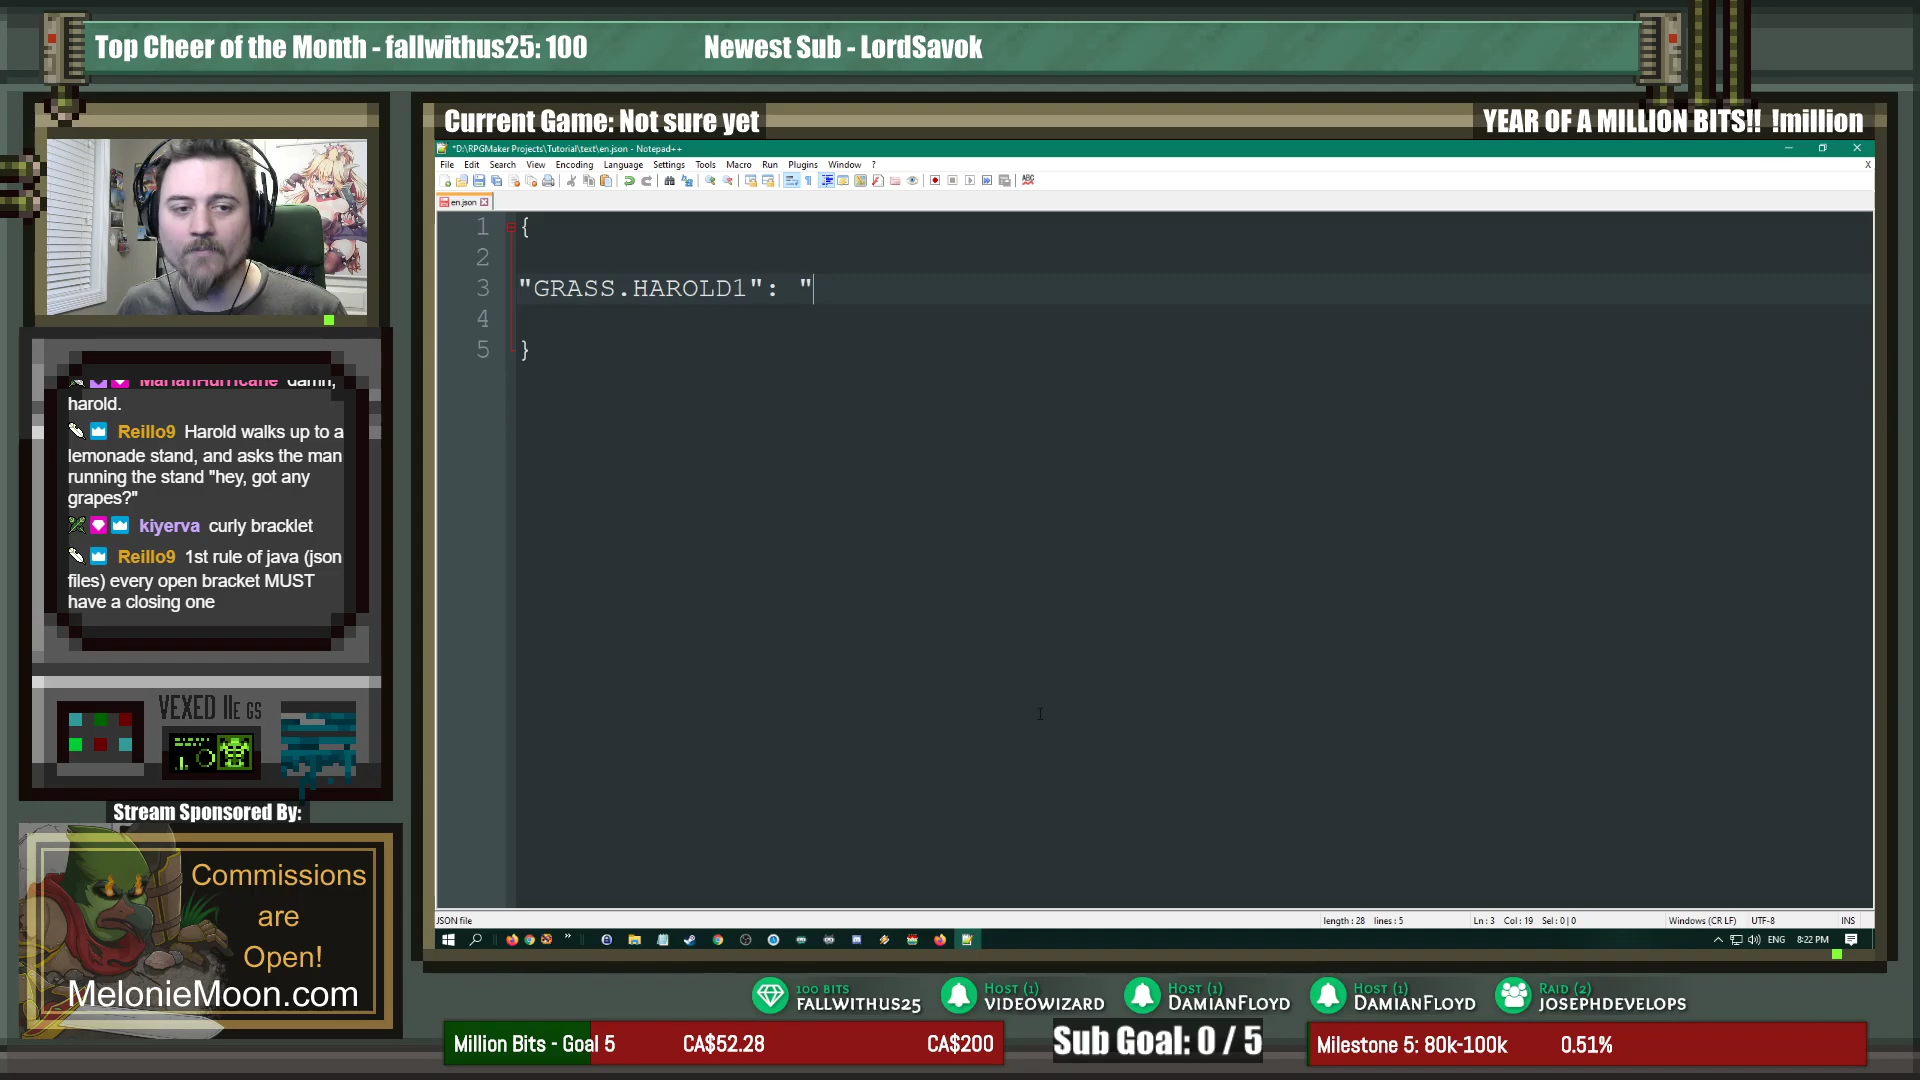 Top Cheer of the Month - fallwithus25: 100
Newest Sub - LordSavok
Current Game: Not sure yet
YEAR OF A MILLION BITS!! !million
*D:\RPGMaker Projects\Tutorial\text\en.json - Notepad++
File Edit Search View Encoding Language Settings Tools Macro Run Plugins Window ?
X
en.json
1 {
2
3 "GRASS.HAROLD1": "
4
5 }
MarianHurricane damn,
harold.
Reillo9 Harold walks up to a
lemonade stand, and asks the man
running the stand "hey, got any
grapes?"
kiyerva curly bracklet
Reillo9 1st rule of java (json
files) every open bracket MUST
have a closing one
VEXED IIE GS
Stream Sponsored By:
Commissions
are
Open!
MelonieMoon.com
JSON file
length : 28 lines : 5
Ln : 3 Col : 19 Sel : 0 | 0
Windows (CR LF)
UTF-8
INS
ENG
8:22 PM
100 BITS
FALLWITHUS25
HOST (1)
VIDEOWIZARD
HOST (1)
DAMIANFLOYD
HOST (1)
DAMIANFLOYD
RAID (2)
JOSEPHDEVELOPS
Million Bits - Goal 5
CA$52.28
CA$200
Sub Goal: 0 / 5
Milestone 5: 80k-100k
0.51%